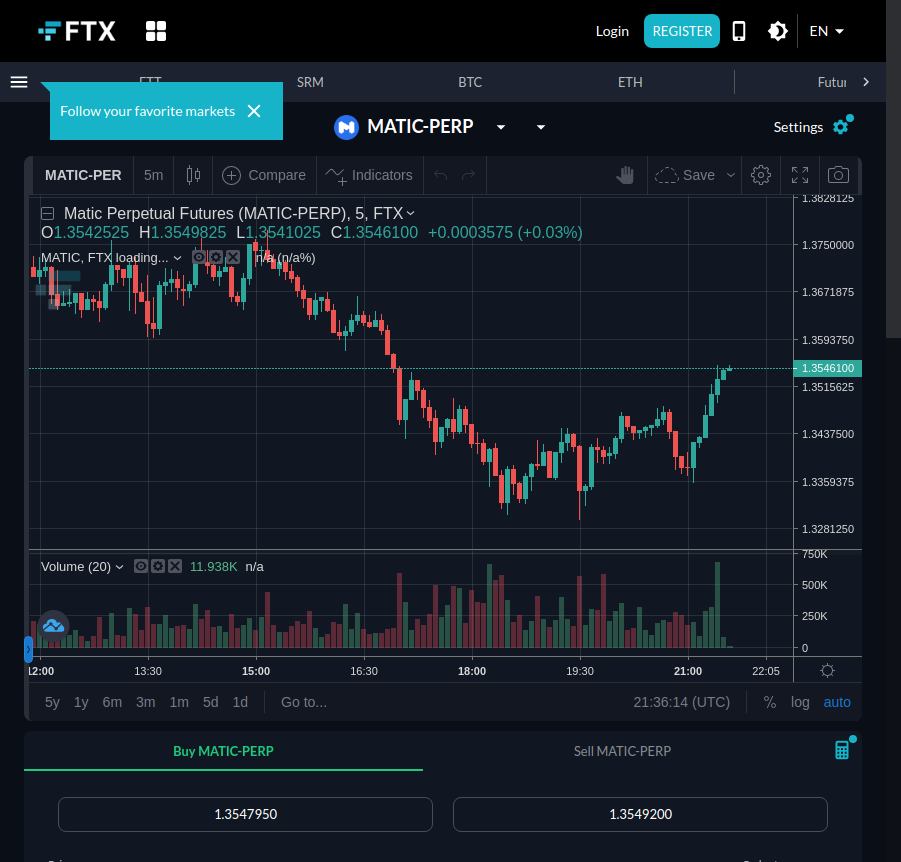 FTX
Login
REGISTER
EN
FTT
SRM
BTC
ETH
Futur
Follow your favorite markets
MATIC-PERP
Settings
MATIC-PER
5m
Compare
Indicators
Save
Matic Perpetual Futures (MATIC-PERP), 5, FTX
O1.3542525 H1.3549825 L1.3541025 C1.3546100 +0.0003575 (+0.03%)
MATIC, FTX loading... n/a (n/a%)
1.3828125
1.3750000
1.3671875
1.3593750
1.3546100
1.3515625
1.3437500
1.3359375
1.3281250
Volume (20) 11.938K n/a
750K
500K
250K
0
12:00
13:30
15:00
16:30
18:00
19:30
21:00
22:05
5y 1y 6m 3m 1m 5d 1d Go to...
21:36:14 (UTC)
% log auto
Buy MATIC-PERP
Sell MATIC-PERP
1.3547950
1.3549200